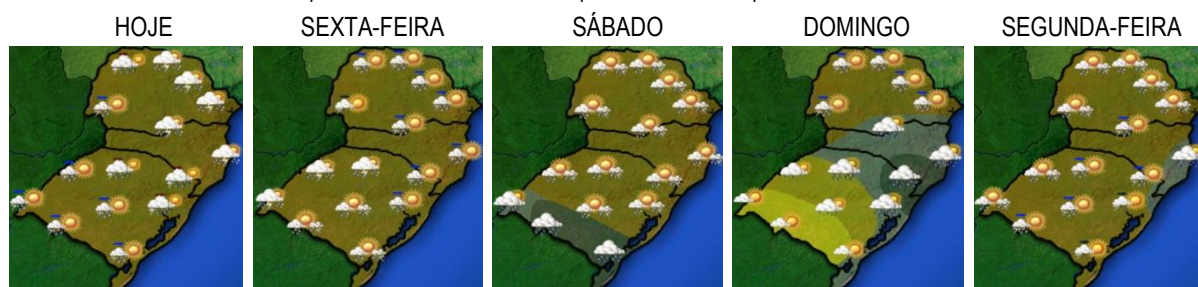 HOJE
SEXTA-FEIRA
SÁBADO
DOMINGO
SEGUNDA-FEIRA